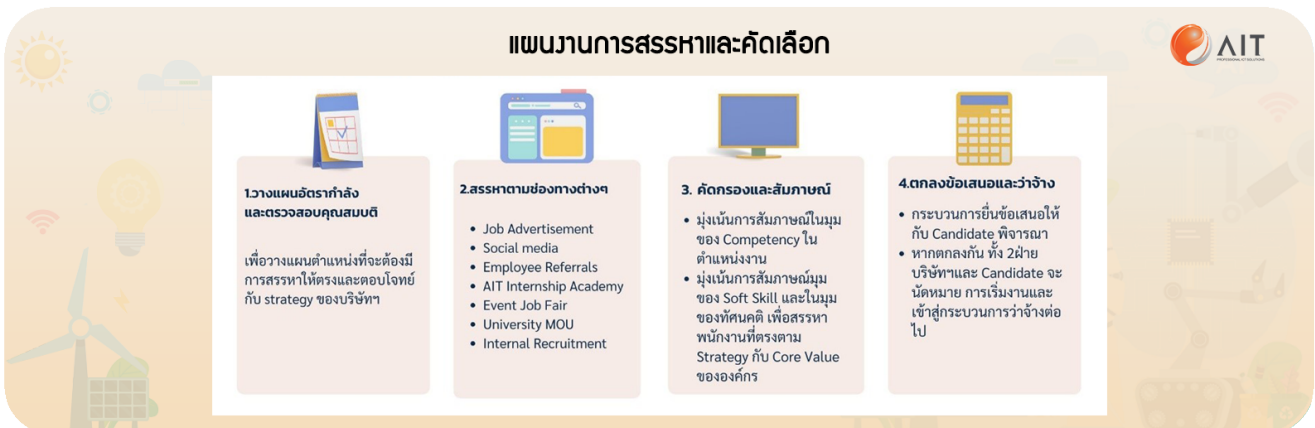 แผนงานการสรรหาและคัดเลือก
AIT
1.วางแผนอัตรากำลัง
และตรวจสอบคุณสมบัติ
เพื่อวางแผนตำแหน่งที่จะต้องมี
การสรรหาให้ตรงและตอบโจทย์
กับ strategy ของบริษัทฯ
2.สรรหาตามช่องทางต่างๆ
• Job Advertisement
• Social media
• Employee Referrals
• AIT Internship Academy
• Event Job Fair
• University MOU
• Internal Recruitment
3. คัดกรองและสัมภาษณ์
• มุ่งเน้นการสัมภาษณ์ในมุม
ของ Competency ใน
ตำแหน่งงาน
• มุ่งเน้นการสัมภาษณ์มุม
ของ Soft Skill และในมุม
ของทัศนคติ เพื่อสรรหา
พนักงานที่ตรงตาม
Strategy กับ Core Value
ขององค์กร
4.ตกลงข้อเสนอและว่าจ้าง
• กระบวนการยื่นข้อเสนอให้
กับ Candidate พิจารณา
• หากตกลงกัน ทั้ง 2ฝ่าย
บริษัทฯและ Candidate จะ
นัดหมาย การเริ่มงานและ
เข้าสู่กระบวนการว่าจ้างต่อ
ไป